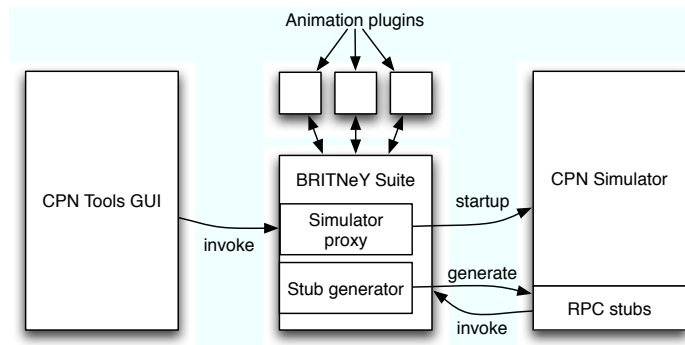 Animation plugins
CPN Tools GUI
BRITNeY Suite
CPN Simulator
Simulator
proxy
startup
invoke
Stub generator
generate
RPC stubs
invoke